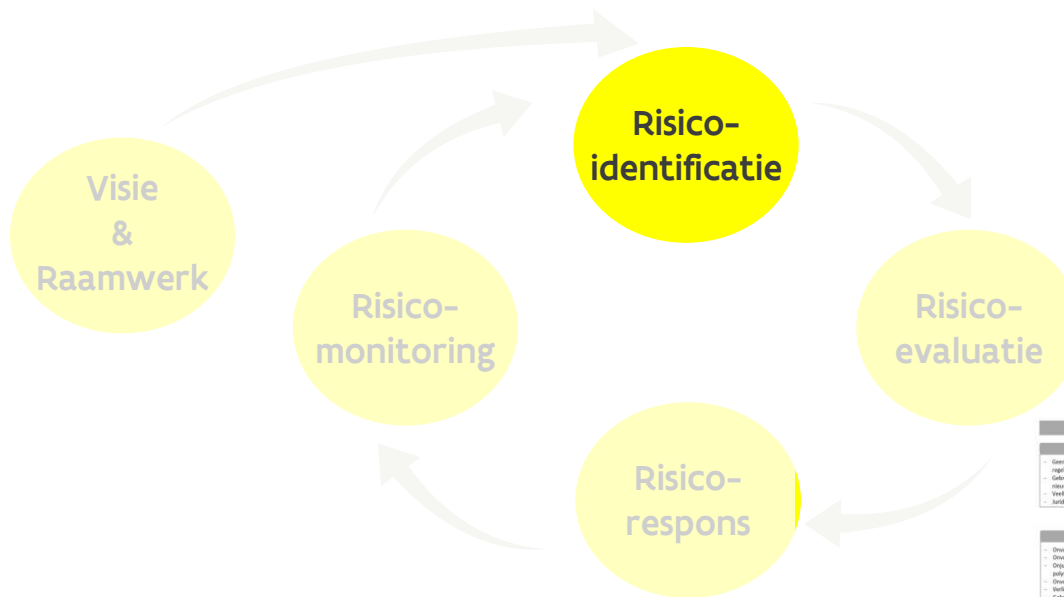 Risico-
identificatie
Visie
&
Raamwerk
Risico-
monitoring
Risico-
evaluatie
Risico-
respons